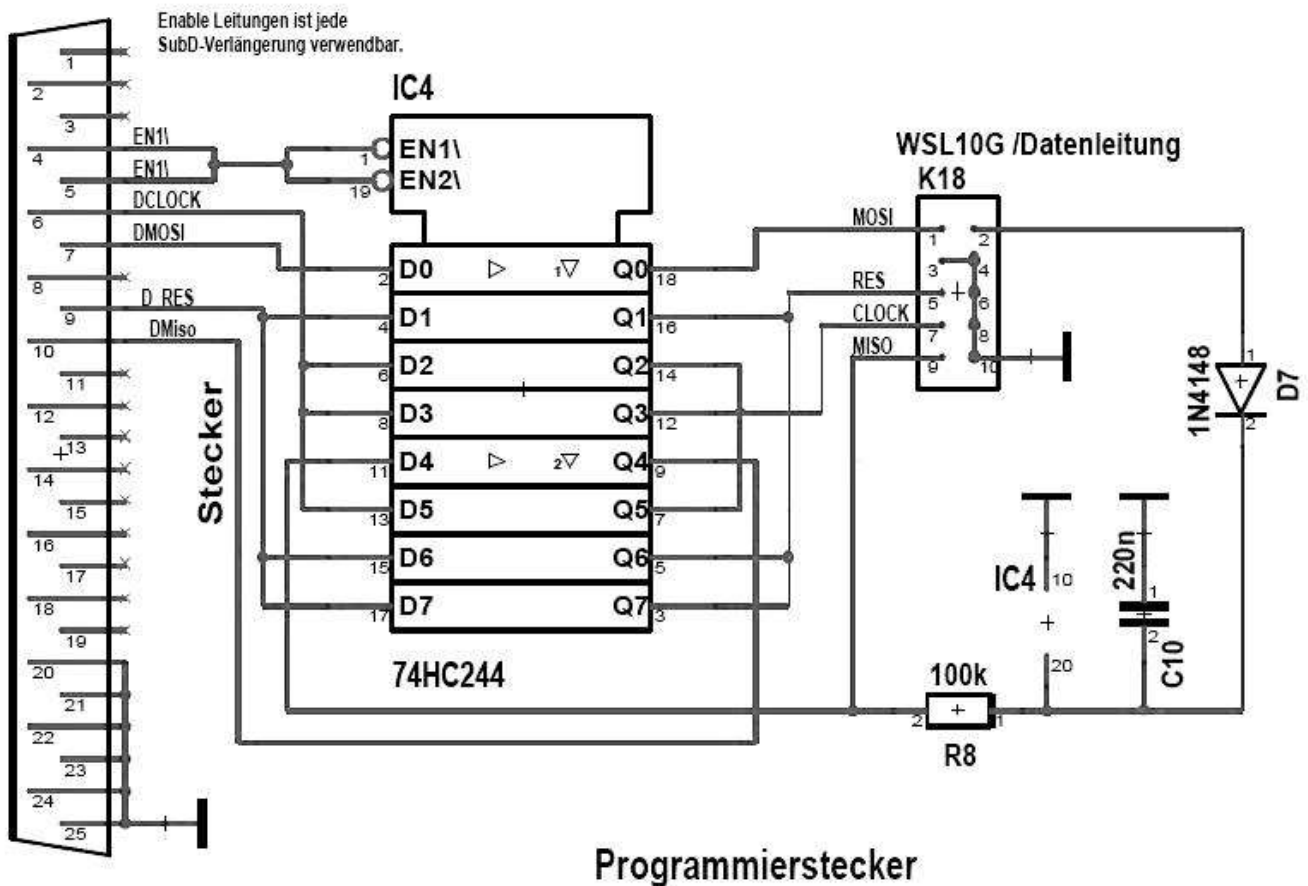 Enable Leitungen ist jede
SubD-Verlängerung verwendbar.
IC4
1
2
3
4
5
6
7
8
9
10
11
12
13
14
15
16
17
18
19
20
21
22
23
24
25
EN1\
EN1\
DCLOCK
DMOSI
D_RES
DMiso
Stecker
1 EN1\
19 EN2\
2 D0 1 Q0 18
4 D1 Q1 16
6 D2 Q2 14
8 D3 Q3 12
11 D4 2 Q4 9
13 D5 Q5 7
15 D6 Q6 5
17 D7 Q7 3
74HC244
WSL10G /Datenleitung
K18
MOSI 1 2
3 4
RES 5 6
CLOCK 7 8
MISO 9 10
1
1N4148
D7
2
IC4
10
20
220n
1
2
C10
100k
2 1
R8
Programmierstecker